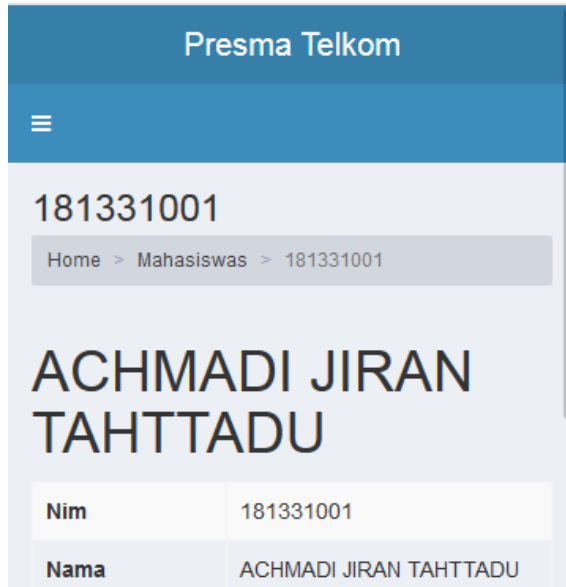 Presma Telkom
181331001
Home > Mahasiswas > 181331001
ACHMADI JIRAN
TAHTTADU
Nim 181331001
Nama ACHMADI JIRAN TAHTTADU